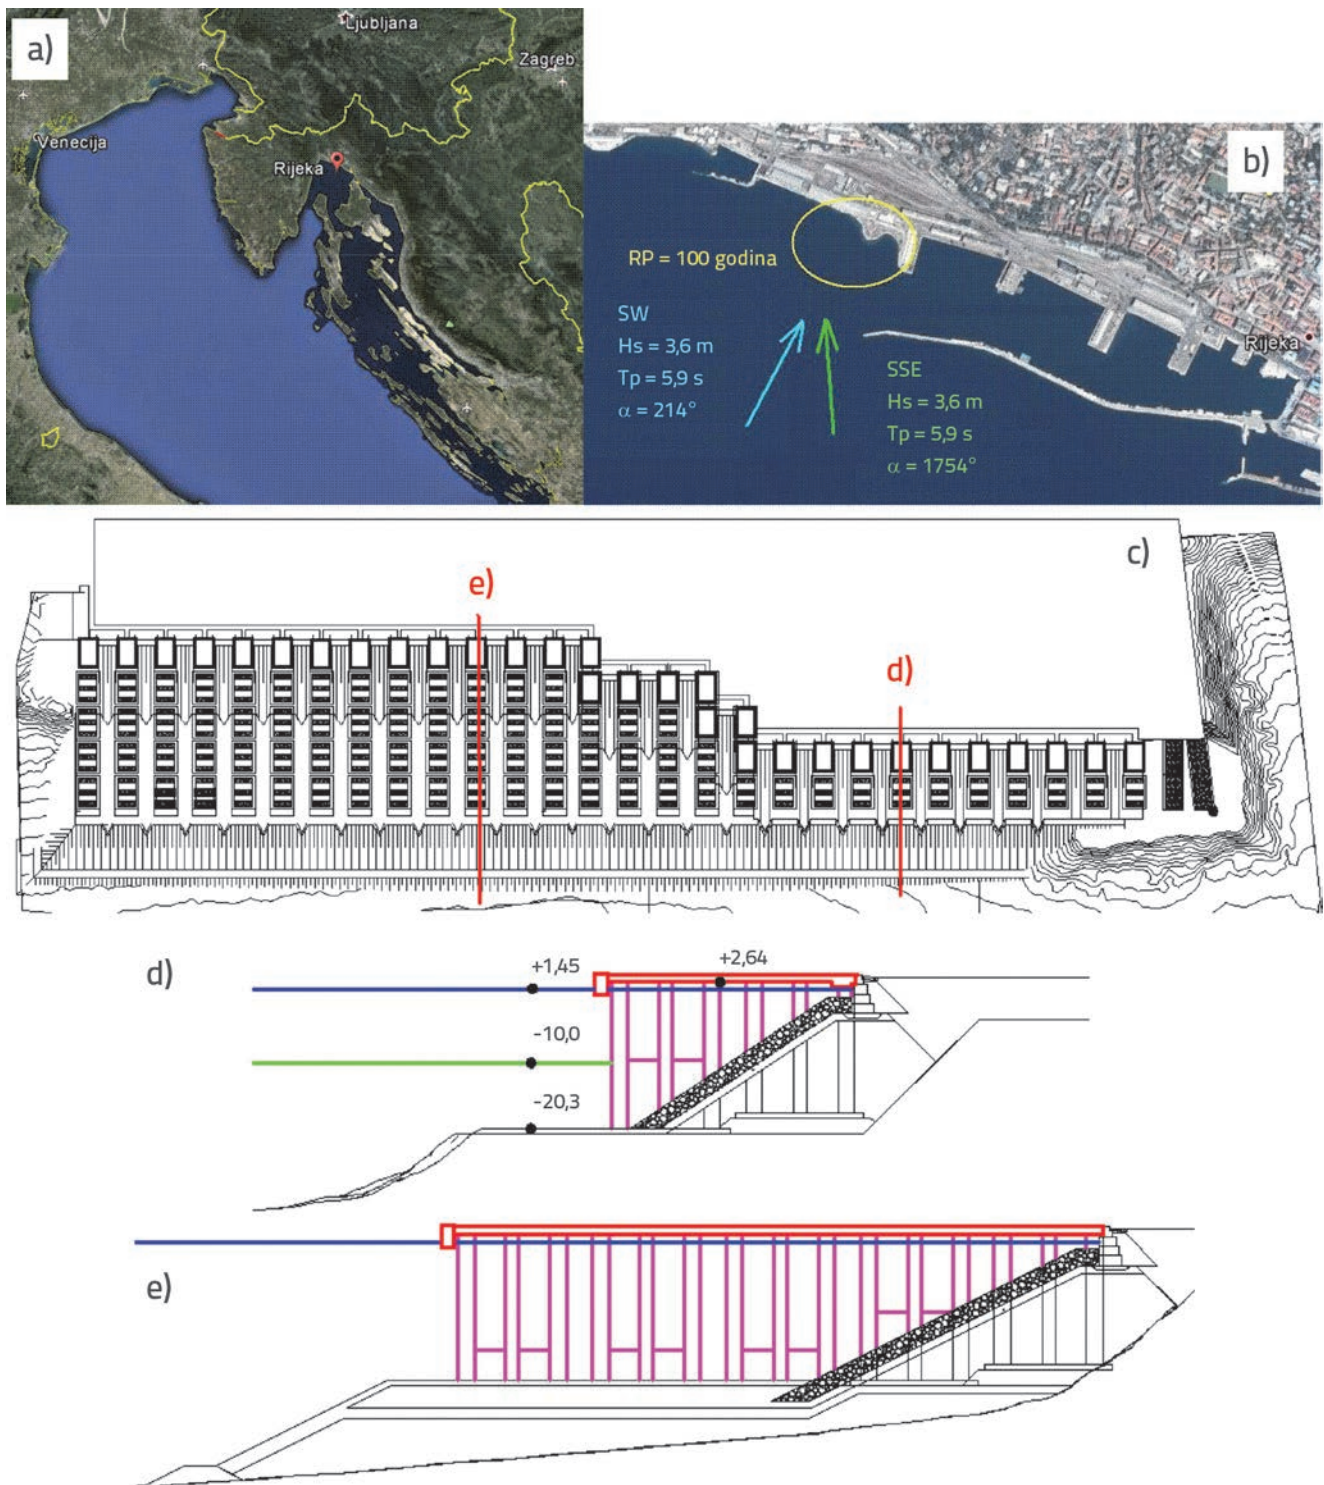 a)
Ljubljana
Zagreb
Venecija
Rijeka
b)
RP = 100 godina
SW
Hs = 3,6 m
Tp = 5,9 s
α = 214°
SSE
Hs = 3,6 m
Tp = 5,9 s
α = 1754°
Rijeka
c)
e)
d)
d)
+1,45
+2,64
-10,0
-20,3
e)